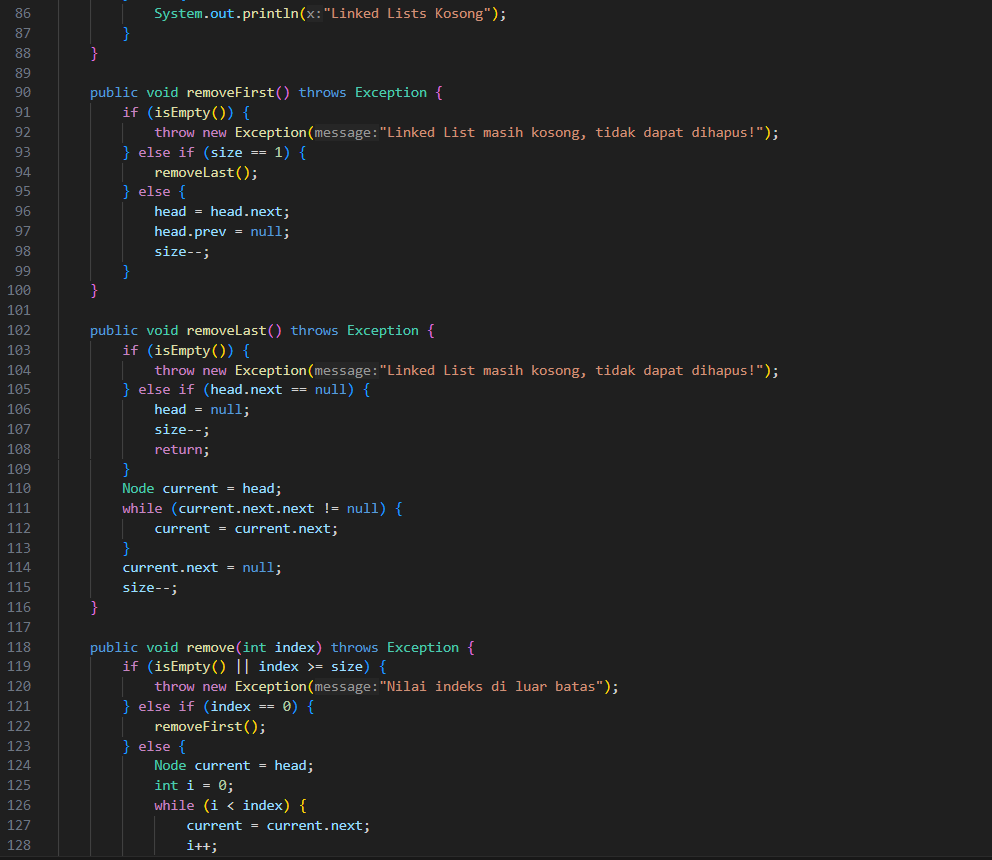 86 System.out.println(x:"Linked Lists Kosong");
87 }
88 }
89
90 public void removeFirst() throws Exception {
91 if (isEmpty()) {
92 throw new Exception(message:"Linked List masih kosong, tidak dapat dihapus!");
93 } else if (size == 1) {
94 removeLast();
95 } else {
96 head = head.next;
97 head.prev = null;
98 size--;
99 }
100 }
101
102 public void removeLast() throws Exception {
103 if (isEmpty()) {
104 throw new Exception(message:"Linked List masih kosong, tidak dapat dihapus!");
105 } else if (head.next == null) {
106 head = null;
107 size--;
108 return;
109 }
110 Node current = head;
111 while (current.next.next != null) {
112 current = current.next;
113 }
114 current.next = null;
115 size--;
116 }
117
118 public void remove(int index) throws Exception {
119 if (isEmpty() || index >= size) {
120 throw new Exception(message:"Nilai indeks di luar batas");
121 } else if (index == 0) {
122 removeFirst();
123 } else {
124 Node current = head;
125 int i = 0;
126 while (i < index) {
127 current = current.next;
128 i++;